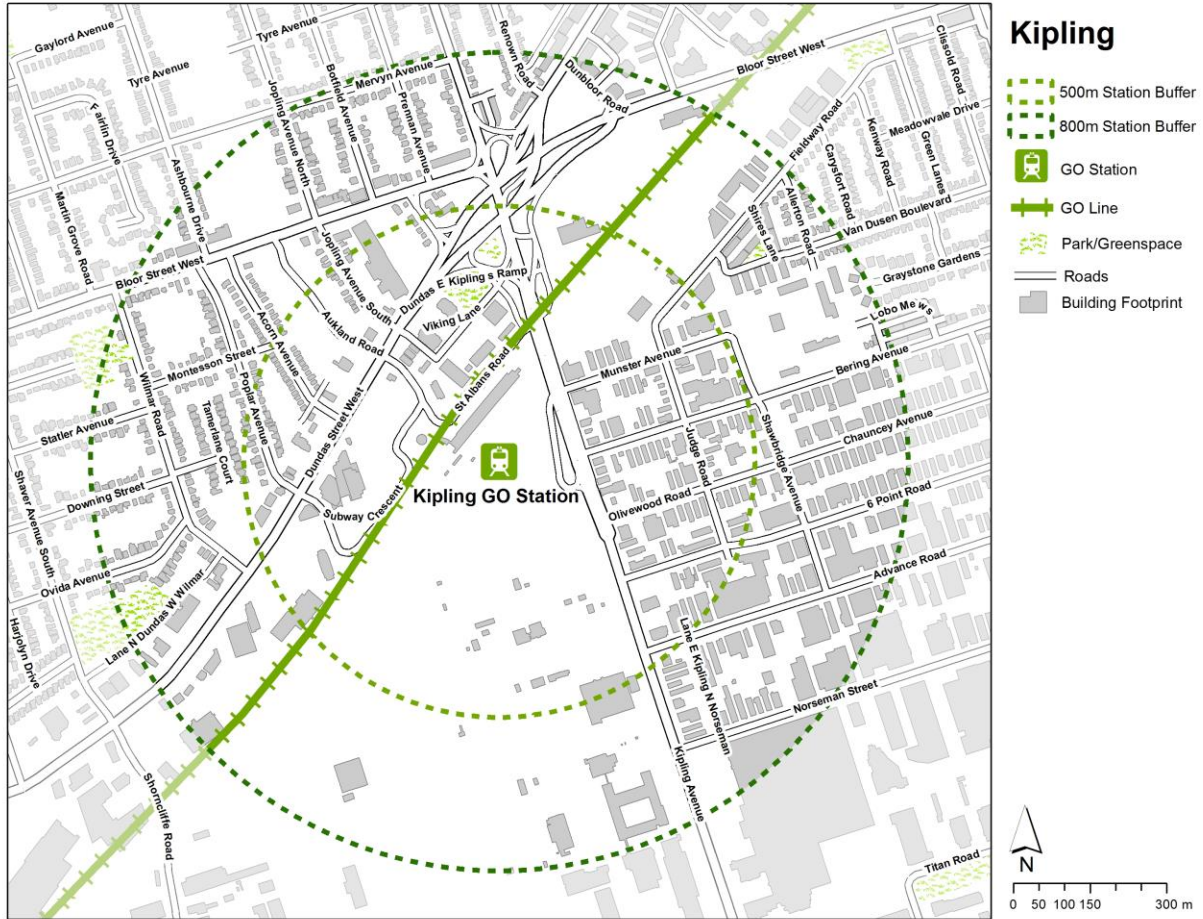 Kipling
500m Station Buffer
800m Station Buffer
GO Station
GO Line
Park/Greenspace
Roads
Building Footprint
Gaylord Avenue
Tyre Avenue
Tyre Avenue
Botfield Avenue
Mervyn Avenue
Renown Road
Dunbloor Road
Bloor Street West
Clissold Road
Fairlin Drive
Jopling Avenue North
Prennan Avenue
Fieldway Road
Kenway Road
Meadowvale Drive
Martin Grove Road
Ashbourne Drive
Carysfort Road
Green Lanes
Allerton Road
Shires Lane
Van Dusen Boulevard
Bloor Street West
Jopling Avenue South
Dundas E Kipling s Ramp
Graystone Gardens
Acorn Avenue
Aukland Road
Viking Lane
Lobo Mews
Montesson Street
St Albans Road
Munster Avenue
Bering Avenue
Wilmar Road
Poplar Avenue
Tamerlane Court
Statler Avenue
Dundas Street West
Judge Road
Shawbridge Avenue
Chauncey Avenue
Kipling GO Station
Shaver Avenue South
Downing Street
Subway Crescent
Olivewood Road
6 Point Road
Ovida Avenue
Lane N Dundas W Wilmar
Advance Road
Harjolyn Drive
Lane E Kipling N Norseman
Norseman Street
Shorncliffe Road
Kipling Avenue
Titan Road
N
0 50 100 150 300 m